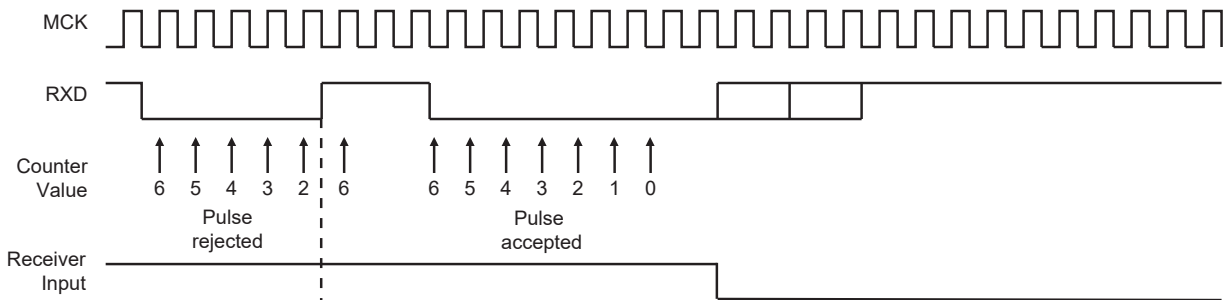 MCK
RXD
Counter
Value
6 5 4 3 2 6 6 5 4 3 2 1 0
Pulse
rejected
Pulse
accepted
Receiver
Input